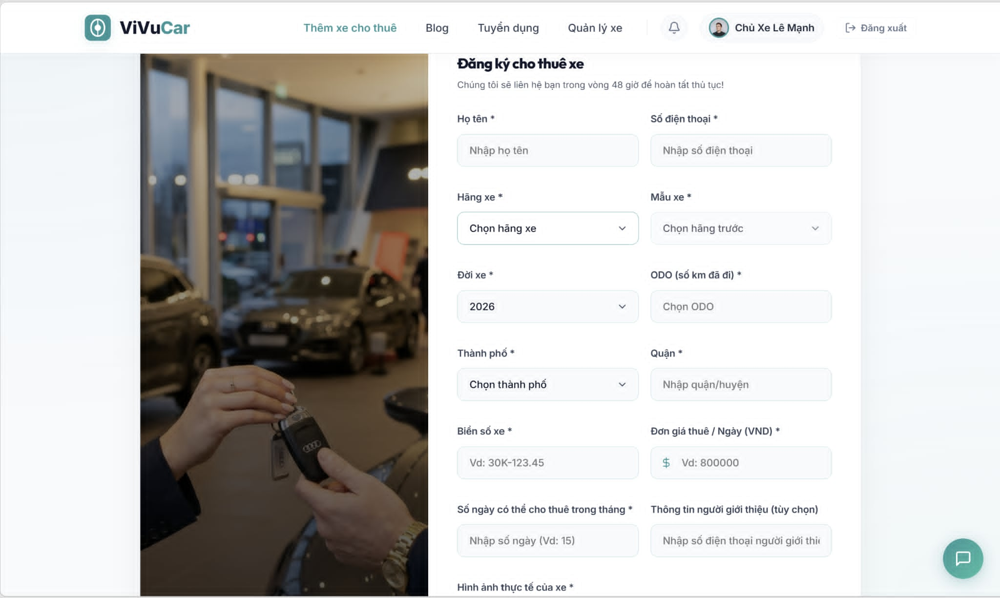 ViVuCar
Thêm xe cho thuê
Blog
Tuyển dụng
Quản lý xe
Chủ Xe Lê Mạnh
Đăng xuất
Đăng ký cho thuê xe
Chúng tôi sẽ liên hệ bạn trong vòng 48 giờ để hoàn tất thủ tục!
Họ tên *
Số điện thoại *
Nhập họ tên
Nhập số điện thoại
Hãng xe *
Mẫu xe *
Chọn hãng xe
Chọn hãng trước
Đời xe *
ODO (số km đã đi) *
2026
Chọn ODO
Thành phố *
Quận *
Chọn thành phố
Nhập quận/huyện
Biển số xe *
Đơn giá thuê / Ngày (VND) *
Vd: 30K-123.45
$ Vd: 800000
Số ngày có thể cho thuê trong tháng *
Thông tin người giới thiệu (tùy chọn)
Nhập số ngày (Vd: 15)
Nhập số điện thoại người giới thi
Hình ảnh thực tế của xe *